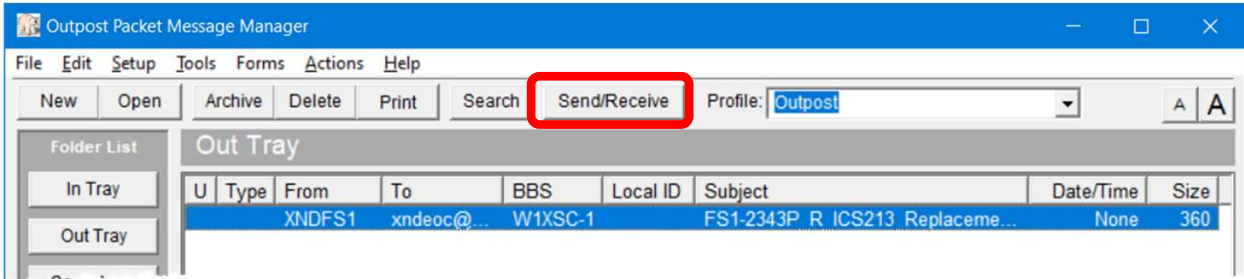 Outpost Packet Message Manager
File Edit Setup Tools Forms Actions Help
New Open Archive Delete Print Search Send/Receive Profile: Outpost A A
Folder List Out Tray
In Tray U Type From To BBS Local ID Subject Date/Time Size
XNDFS1 xndeoc@... W1XSC-1 FS1-2343P_R_ICS213_Replaceme... None 360
Out Tray